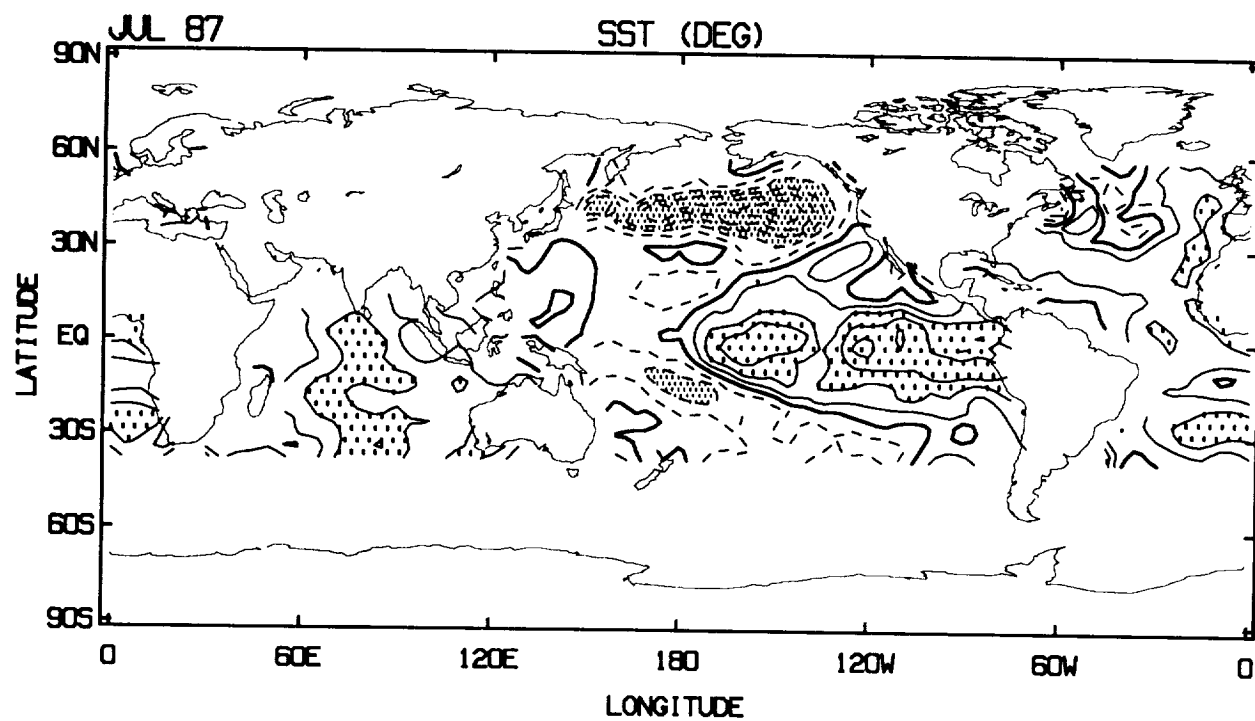 JUL 87
SST (DEG)
90N
60N
30N
EQ
30S
60S
90S
LATITUDE
0
60E
120E
180
120W
60W
0
LONGITUDE